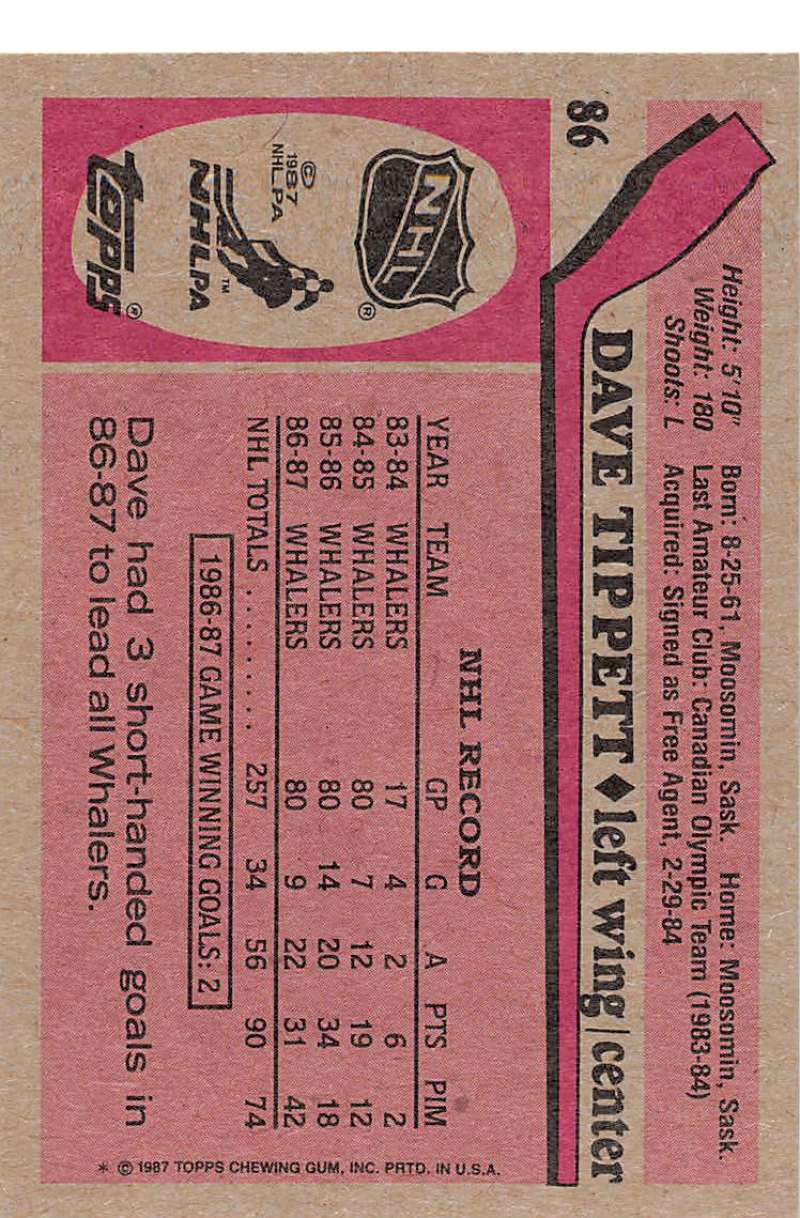 86
Height: 5'10" Born: 8-25-61, Moosomin, Sask. Home: Moosomin, Sask.
Weight: 180 Last Amateur Club: Canadian Olympic Team (1983-84)
Shoots: L Acquired: Signed as Free Agent, 2-29-84
DAVE TIPPETT ♦ left wing/center
NHL ®
© 1987
NHL PA
NHLPA ™
TOPPS ®
NHL RECORD
YEAR TEAM GP G A PTS PIM
83-84 WHALERS 17 4 2 6 2
84-85 WHALERS 80 7 12 19 12
85-86 WHALERS 80 14 20 34 18
86-87 WHALERS 80 9 22 31 42
NHL TOTALS .......... 257 34 56 90 74
1986-87 GAME WINNING GOALS: 2
Dave had 3 short-handed goals in
86-87 to lead all Whalers.
* © 1987 TOPPS CHEWING GUM, INC. PRTD. IN U.S.A.